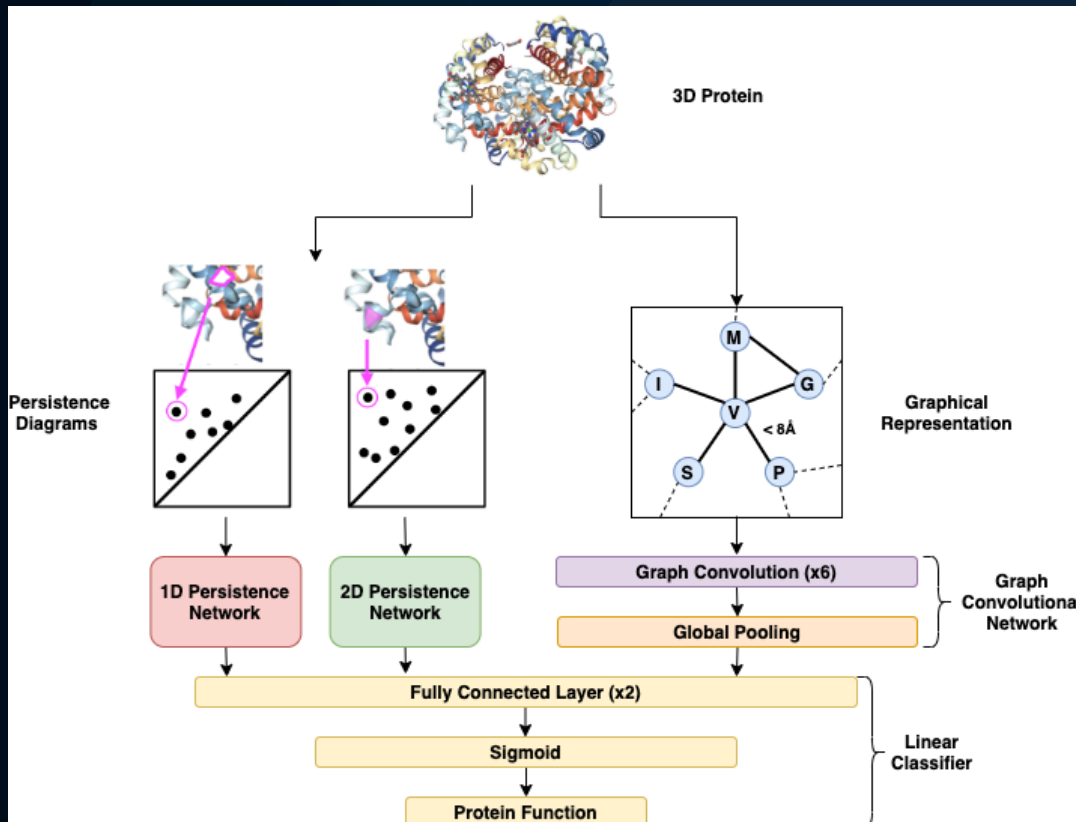 3D Protein
Persistence
Diagrams
M
I
G
V
< 8Å
S
P
Graphical
Representation
1D Persistence
Network
2D Persistence
Network
Graph Convolution (x6)
Global Pooling
Graph
Convolutiona
Network
Fully Connected Layer (x2)
Sigmoid
Protein Function
Linear
Classifier